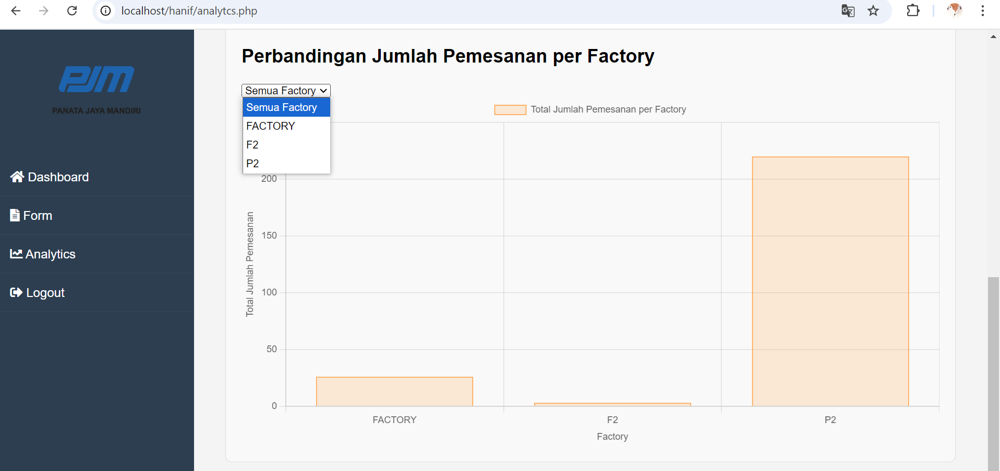 localhost/hanif/analytcs.php
PJM
PANATA JAYA MANDIRI
Dashboard
Form
Analytics
Logout
Perbandingan Jumlah Pemesanan per Factory
Semua Factory
Semua Factory
FACTORY
F2
P2
Total Jumlah Pemesanan per Factory
Total Jumlah Pemesanan
200
150
100
50
0
FACTORY F2 P2
Factory